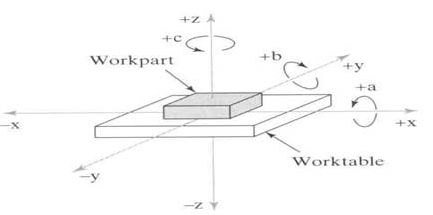 +z
+c
+b
Workpart
+y
+a
−x
+x
Worktable
−y
−z